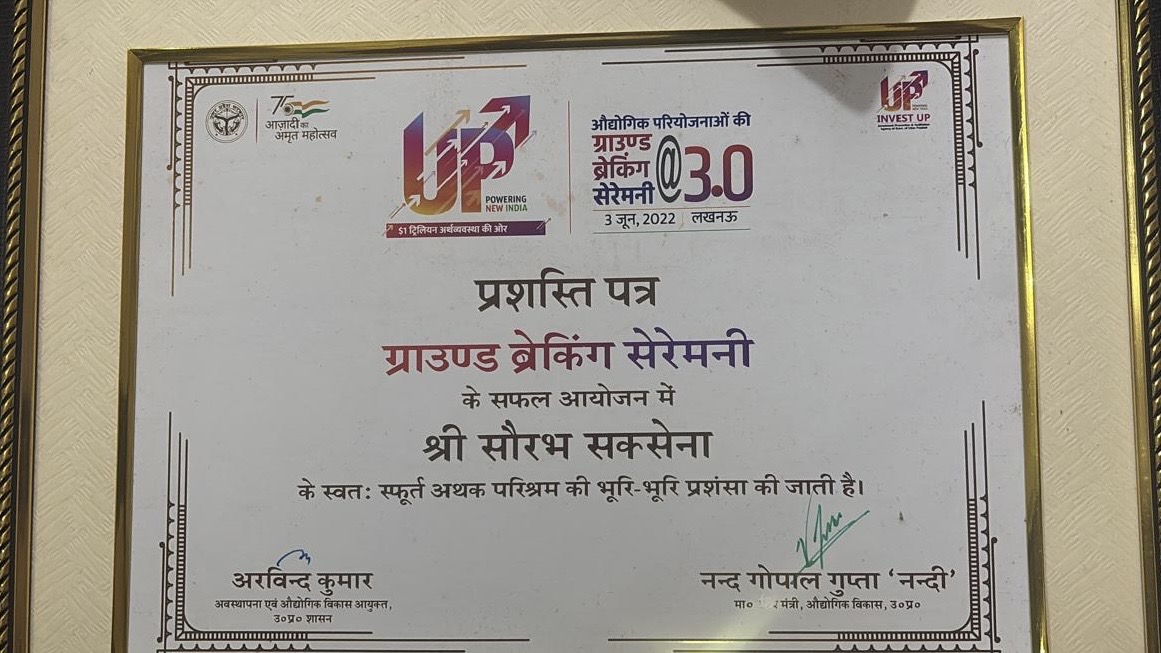 75
आज़ादी का
अमृत महोत्सव
UP
POWERING
NEW INDIA
$1 ट्रिलियन अर्थव्यवस्था की ओर
औद्योगिक परियोजनाओं की
ग्राउण्ड
ब्रेकिंग
सेरेमनी
@3.0
3 जून, 2022 लखनऊ
UP
INVEST UP
प्रशस्ति पत्र
ग्राउण्ड ब्रेकिंग सेरेमनी
के सफल आयोजन में
श्री सौरभ सक्सेना
के स्वतः स्फूर्त अथक परिश्रम की भूरि-भूरि प्रशंसा की जाती है।
अरविन्द कुमार
अवस्थापना एवं औद्योगिक विकास आयुक्त,
उ०प्र० शासन
नन्द गोपाल गुप्ता ‘नन्दी’
मा० मंत्री, औद्योगिक विकास, उ०प्र०